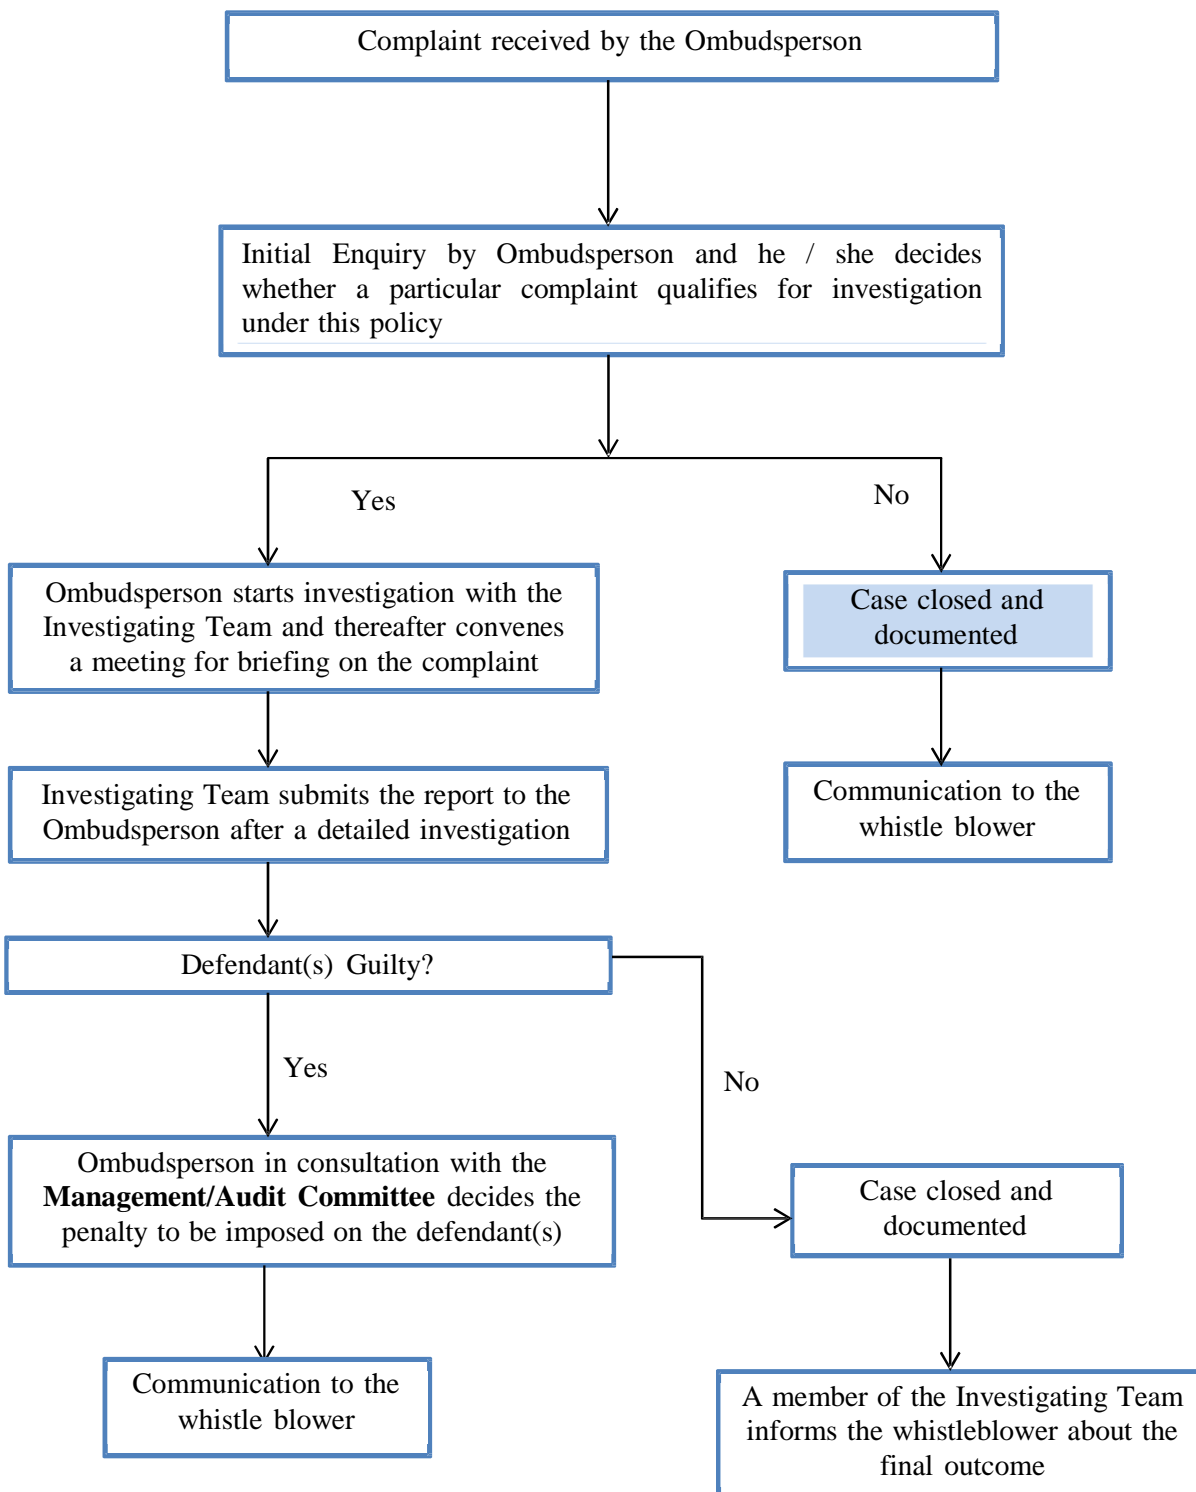 Complaint received by the Ombudsperson
Initial Enquiry by Ombudsperson and he / she decides
whether a particular complaint qualifies for investigation
under this policy
Yes
No
Ombudsperson starts investigation with the
Investigating Team and thereafter convenes
a meeting for briefing on the complaint
Case closed and
documented
Investigating Team submits the report to the
Ombudsperson after a detailed investigation
Communication to the
whistle blower
Defendant(s) Guilty?
Yes
No
Ombudsperson in consultation with the
Management/Audit Committee decides the
penalty to be imposed on the defendant(s)
Case closed and
documented
Communication to the
whistle blower
A member of the Investigating Team
informs the whistleblower about the
final outcome